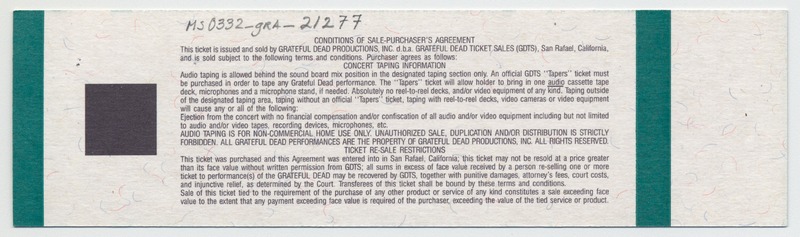 MS0332-gRA-21277
CONDITIONS OF SALE-PURCHASER'S AGREEMENT
This ticket is issued and sold by GRATEFUL DEAD PRODUCTIONS, INC. d.b.a. GRATEFUL DEAD TICKET SALES (GDTS), San Rafael, California,
and is sold subject to the following terms and conditions. Purchaser agrees as follows:
CONCERT TAPING INFORMATION
Audio taping is allowed behind the sound board mix position in the designated taping section only. An official GDTS "Tapers" ticket must
be purchased in order to tape any Grateful Dead performance. The "Tapers" ticket will allow holder to bring in one audio cassette tape
deck, microphones and a microphone stand, if needed. Absolutely no reel-to-reel decks, and/or video equipment of any kind. Taping outside
of the designated taping area, taping without an official "Tapers" ticket, taping with reel-to-reel decks, video cameras or video equipment
will cause any or all of the following:
Ejection from the concert with no financial compensation and/or confiscation of all audio and/or video equipment including but not limited
to audio and/or video tapes, recording devices, microphones, etc.
AUDIO TAPING IS FOR NON-COMMERCIAL HOME USE ONLY. UNAUTHORIZED SALE, DUPLICATION AND/OR DISTRIBUTION IS STRICTLY
FORBIDDEN. ALL GRATEFUL DEAD PERFORMANCES ARE THE PROPERTY OF GRATEFUL DEAD PRODUCTIONS, INC. ALL RIGHTS RESERVED.
TICKET RE-SALE RESTRICTIONS
This ticket was purchased and this Agreement was entered into in San Rafael, California; this ticket may not be resold at a price greater
than its face value without written permission from GDTS; all sums in excess of face value received by a person re-selling one or more
ticket to performance(s) of the GRATEFUL DEAD may be recovered by GDTS, together with punitive damages, attorney's fees, court costs,
and injunctive relief, as determined by the Court. Transferees of this ticket shall be bound by these terms and conditions.
Sale of this ticket tied to the requirement of the purchase of any other product or service of any kind constitutes a sale exceeding face
value to the extent that any payment exceeding face value is required of the purchaser, exceeding the value of the tied service or product.